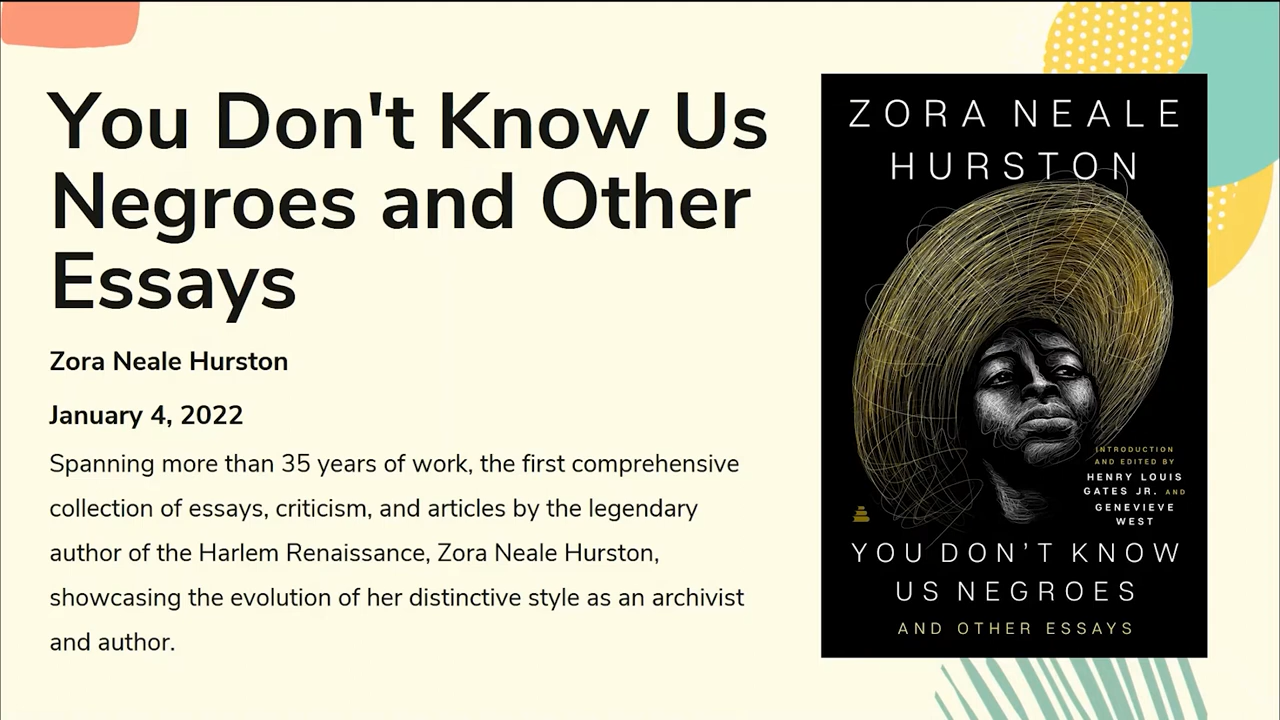 You Don't Know Us
Negroes and Other
Essays
Zora Neale Hurston
January 4, 2022
Spanning more than 35 years of work, the first comprehensive
collection of essays, criticism, and articles by the legendary
author of the Harlem Renaissance, Zora Neale Hurston,
showcasing the evolution of her distinctive style as an archivist
and author.
ZORA NEALE
HURSTON
INTRODUCTION
AND EDITED BY
HENRY LOUIS
GATES JR. AND
GENEVIEVE
WEST
YOU DON'T KNOW
US NEGROES
AND OTHER ESSAYS